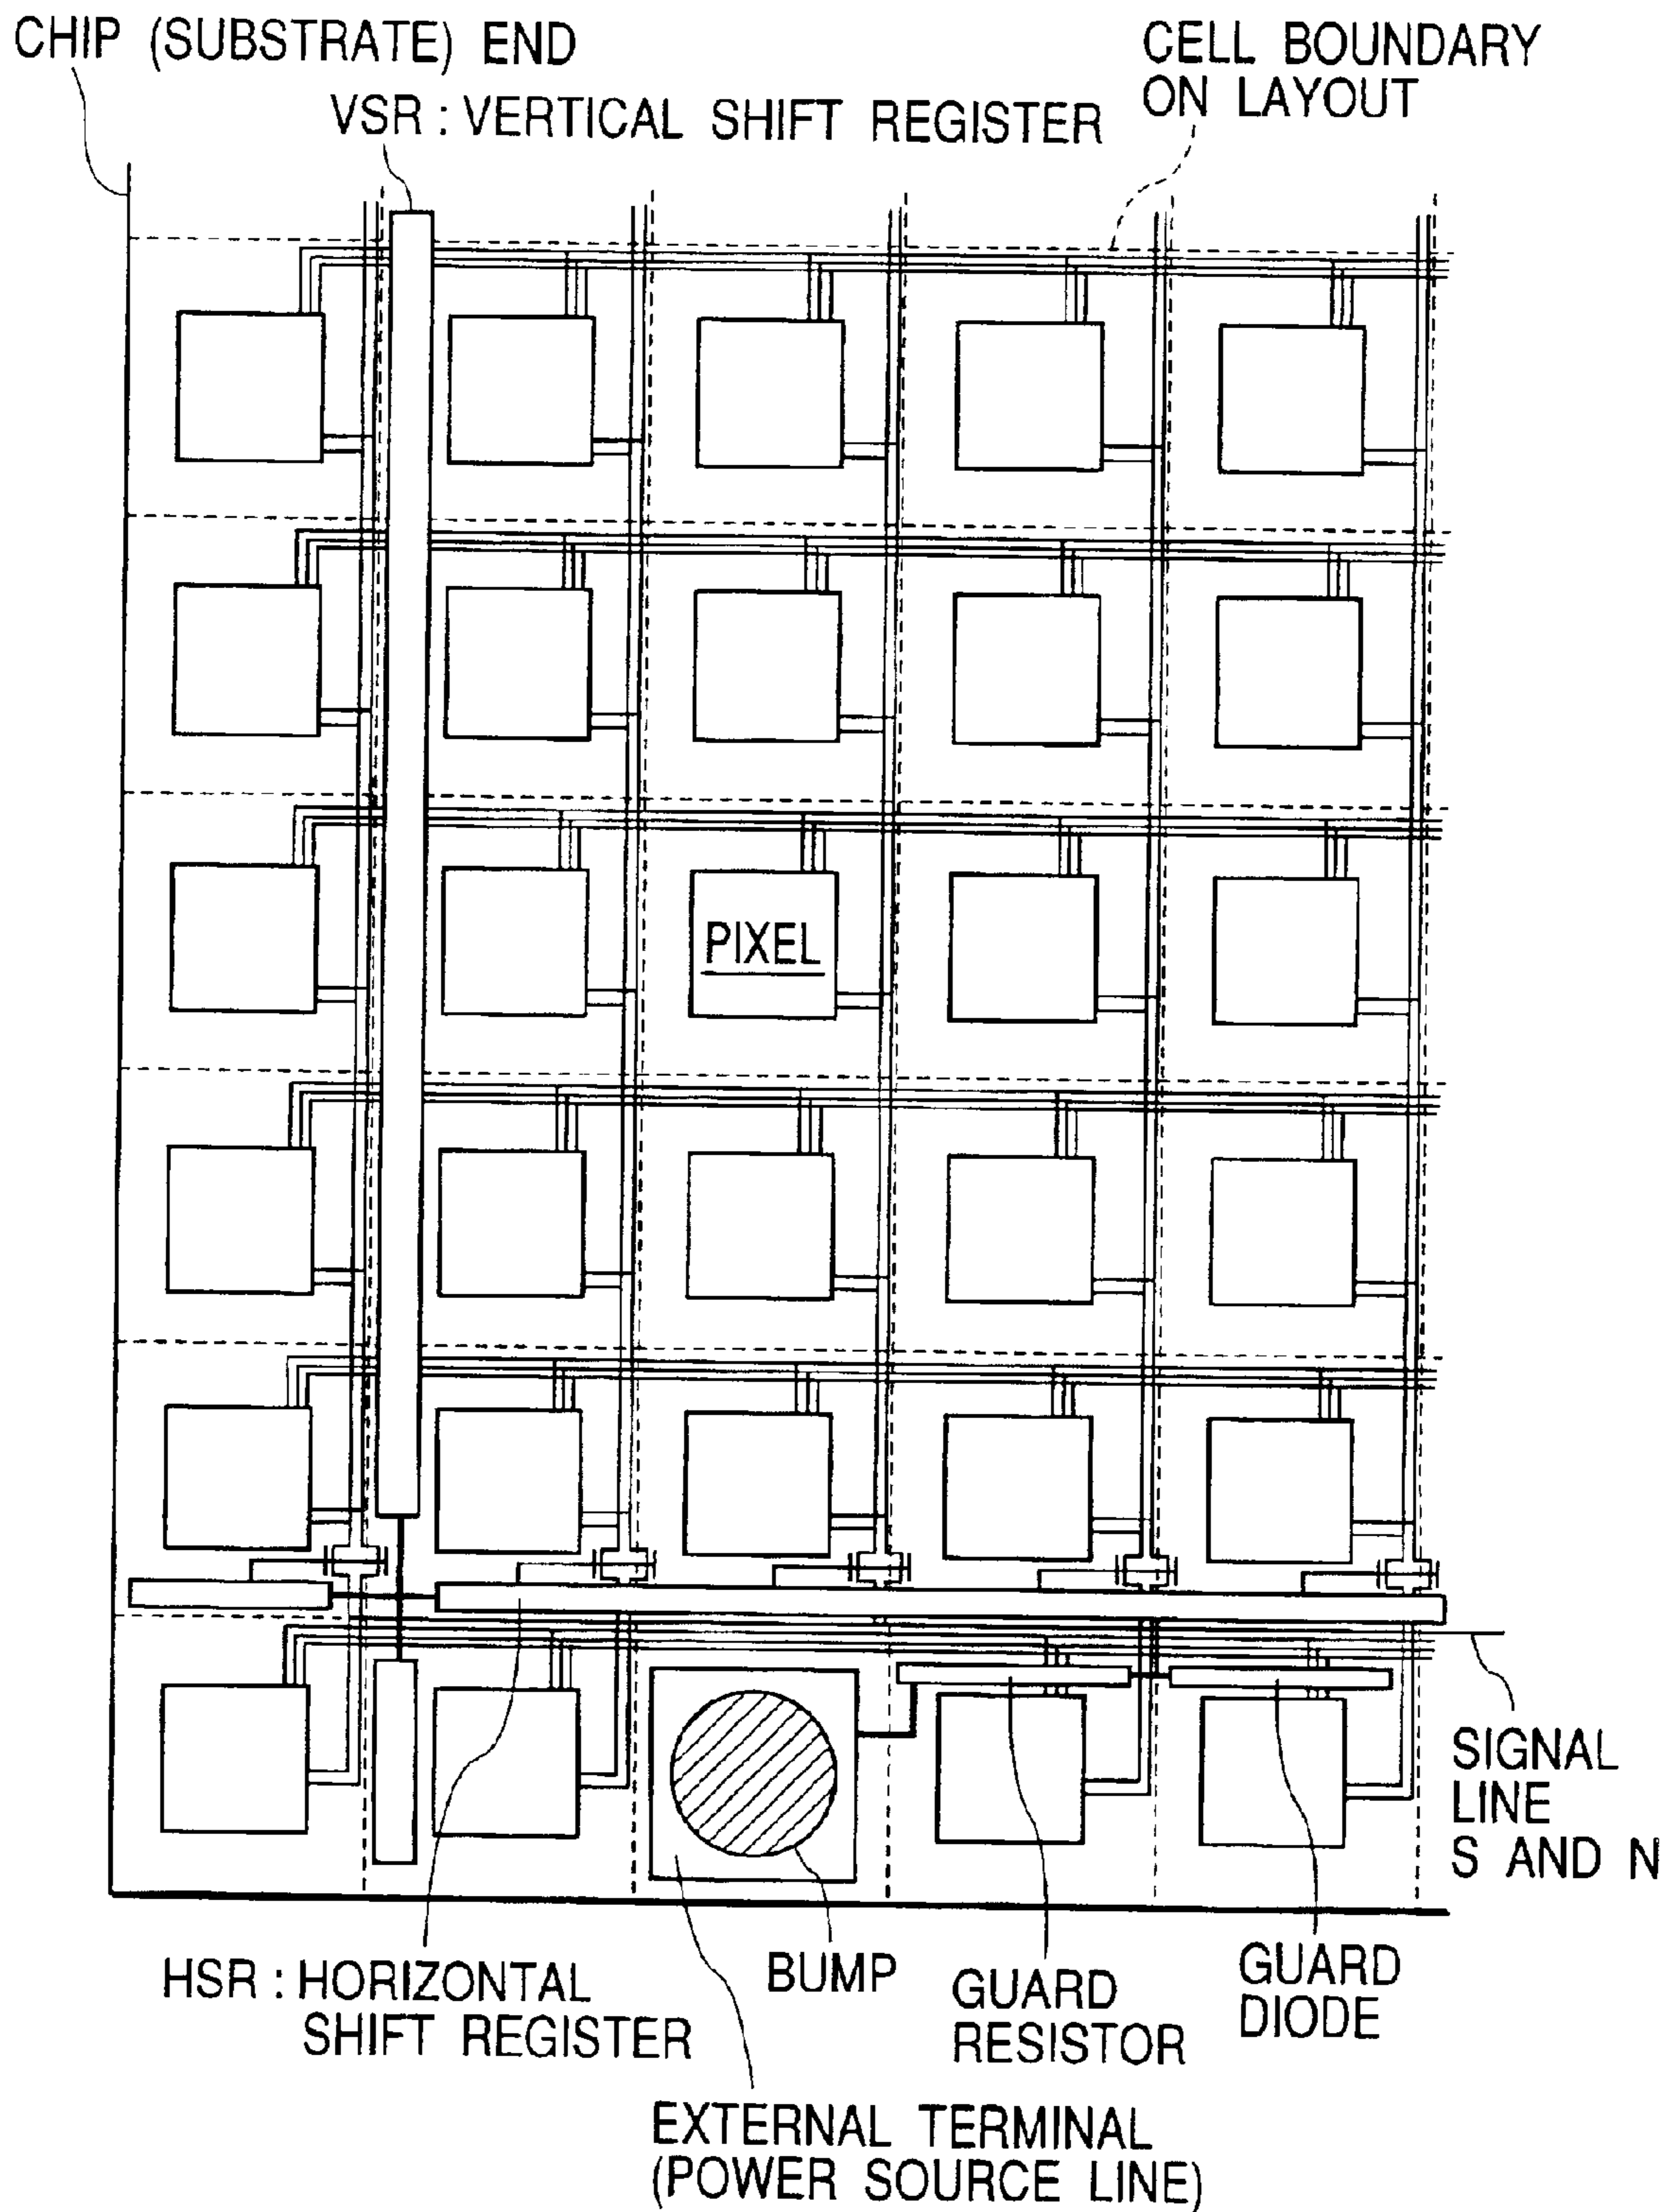 CHIP (SUBSTRATE) END
CELL BOUNDARY
ON LAYOUT
VSR : VERTICAL SHIFT REGISTER
PIXEL
SIGNAL
LINE
S AND N
HSR : HORIZONTAL
SHIFT REGISTER
BUMP
GUARD
RESISTOR
GUARD
DIODE
EXTERNAL TERMINAL
(POWER SOURCE LINE)